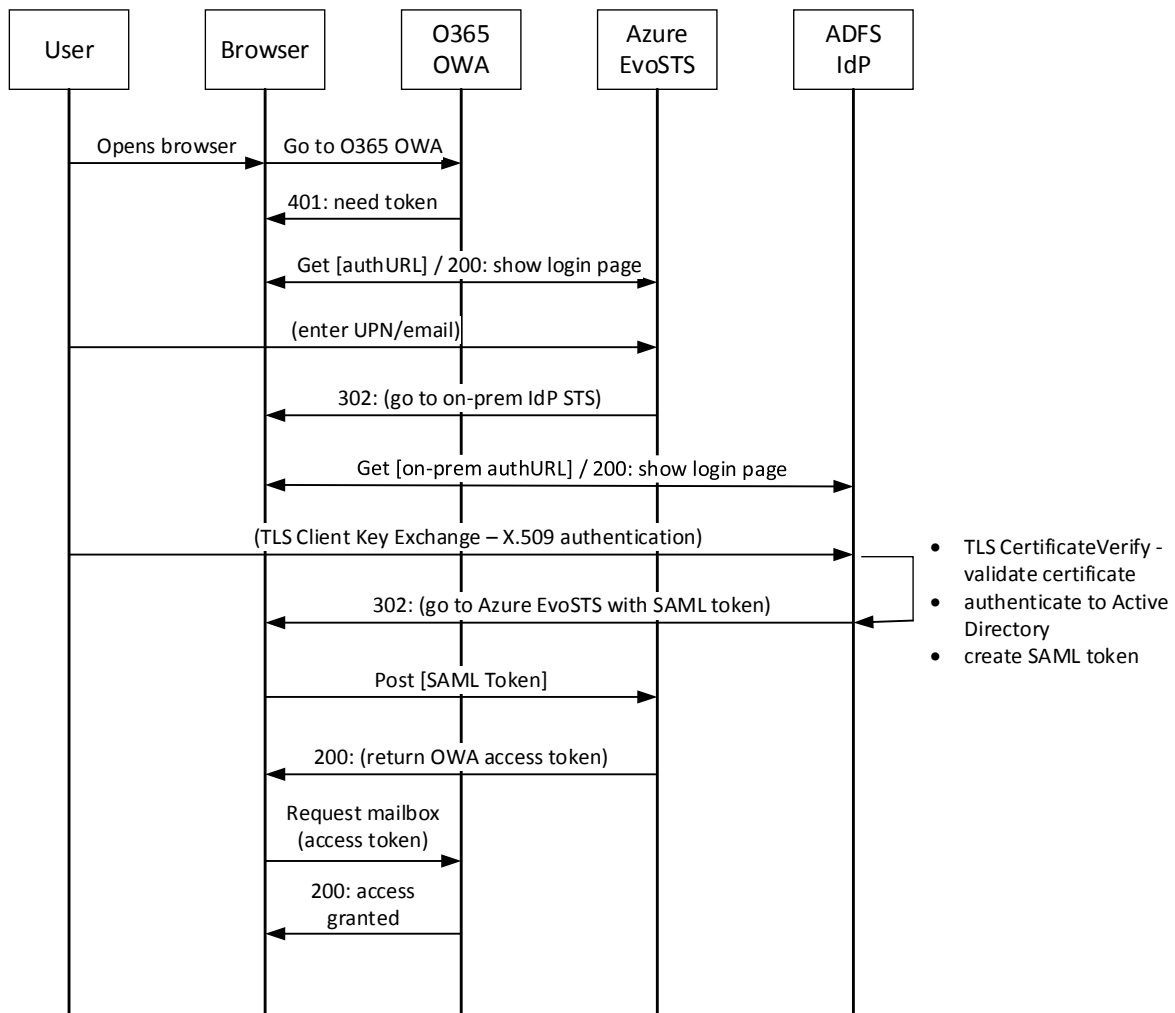 User
Browser
O365
OWA
Azure
EvoSTS
ADFS
IdP
Opens browser
Go to O365 OWA
401: need token
Get [authURL] / 200: show login page
(enter UPN/email)
302: (go to on-prem IdP STS)
Get [on-prem authURL] / 200: show login page
(TLS Client Key Exchange – X.509 authentication)
• TLS CertificateVerify -
validate certificate
• authenticate to Active
Directory
• create SAML token
302: (go to Azure EvoSTS with SAML token)
Post [SAML Token]
200: (return OWA access token)
Request mailbox
(access token)
200: access
granted